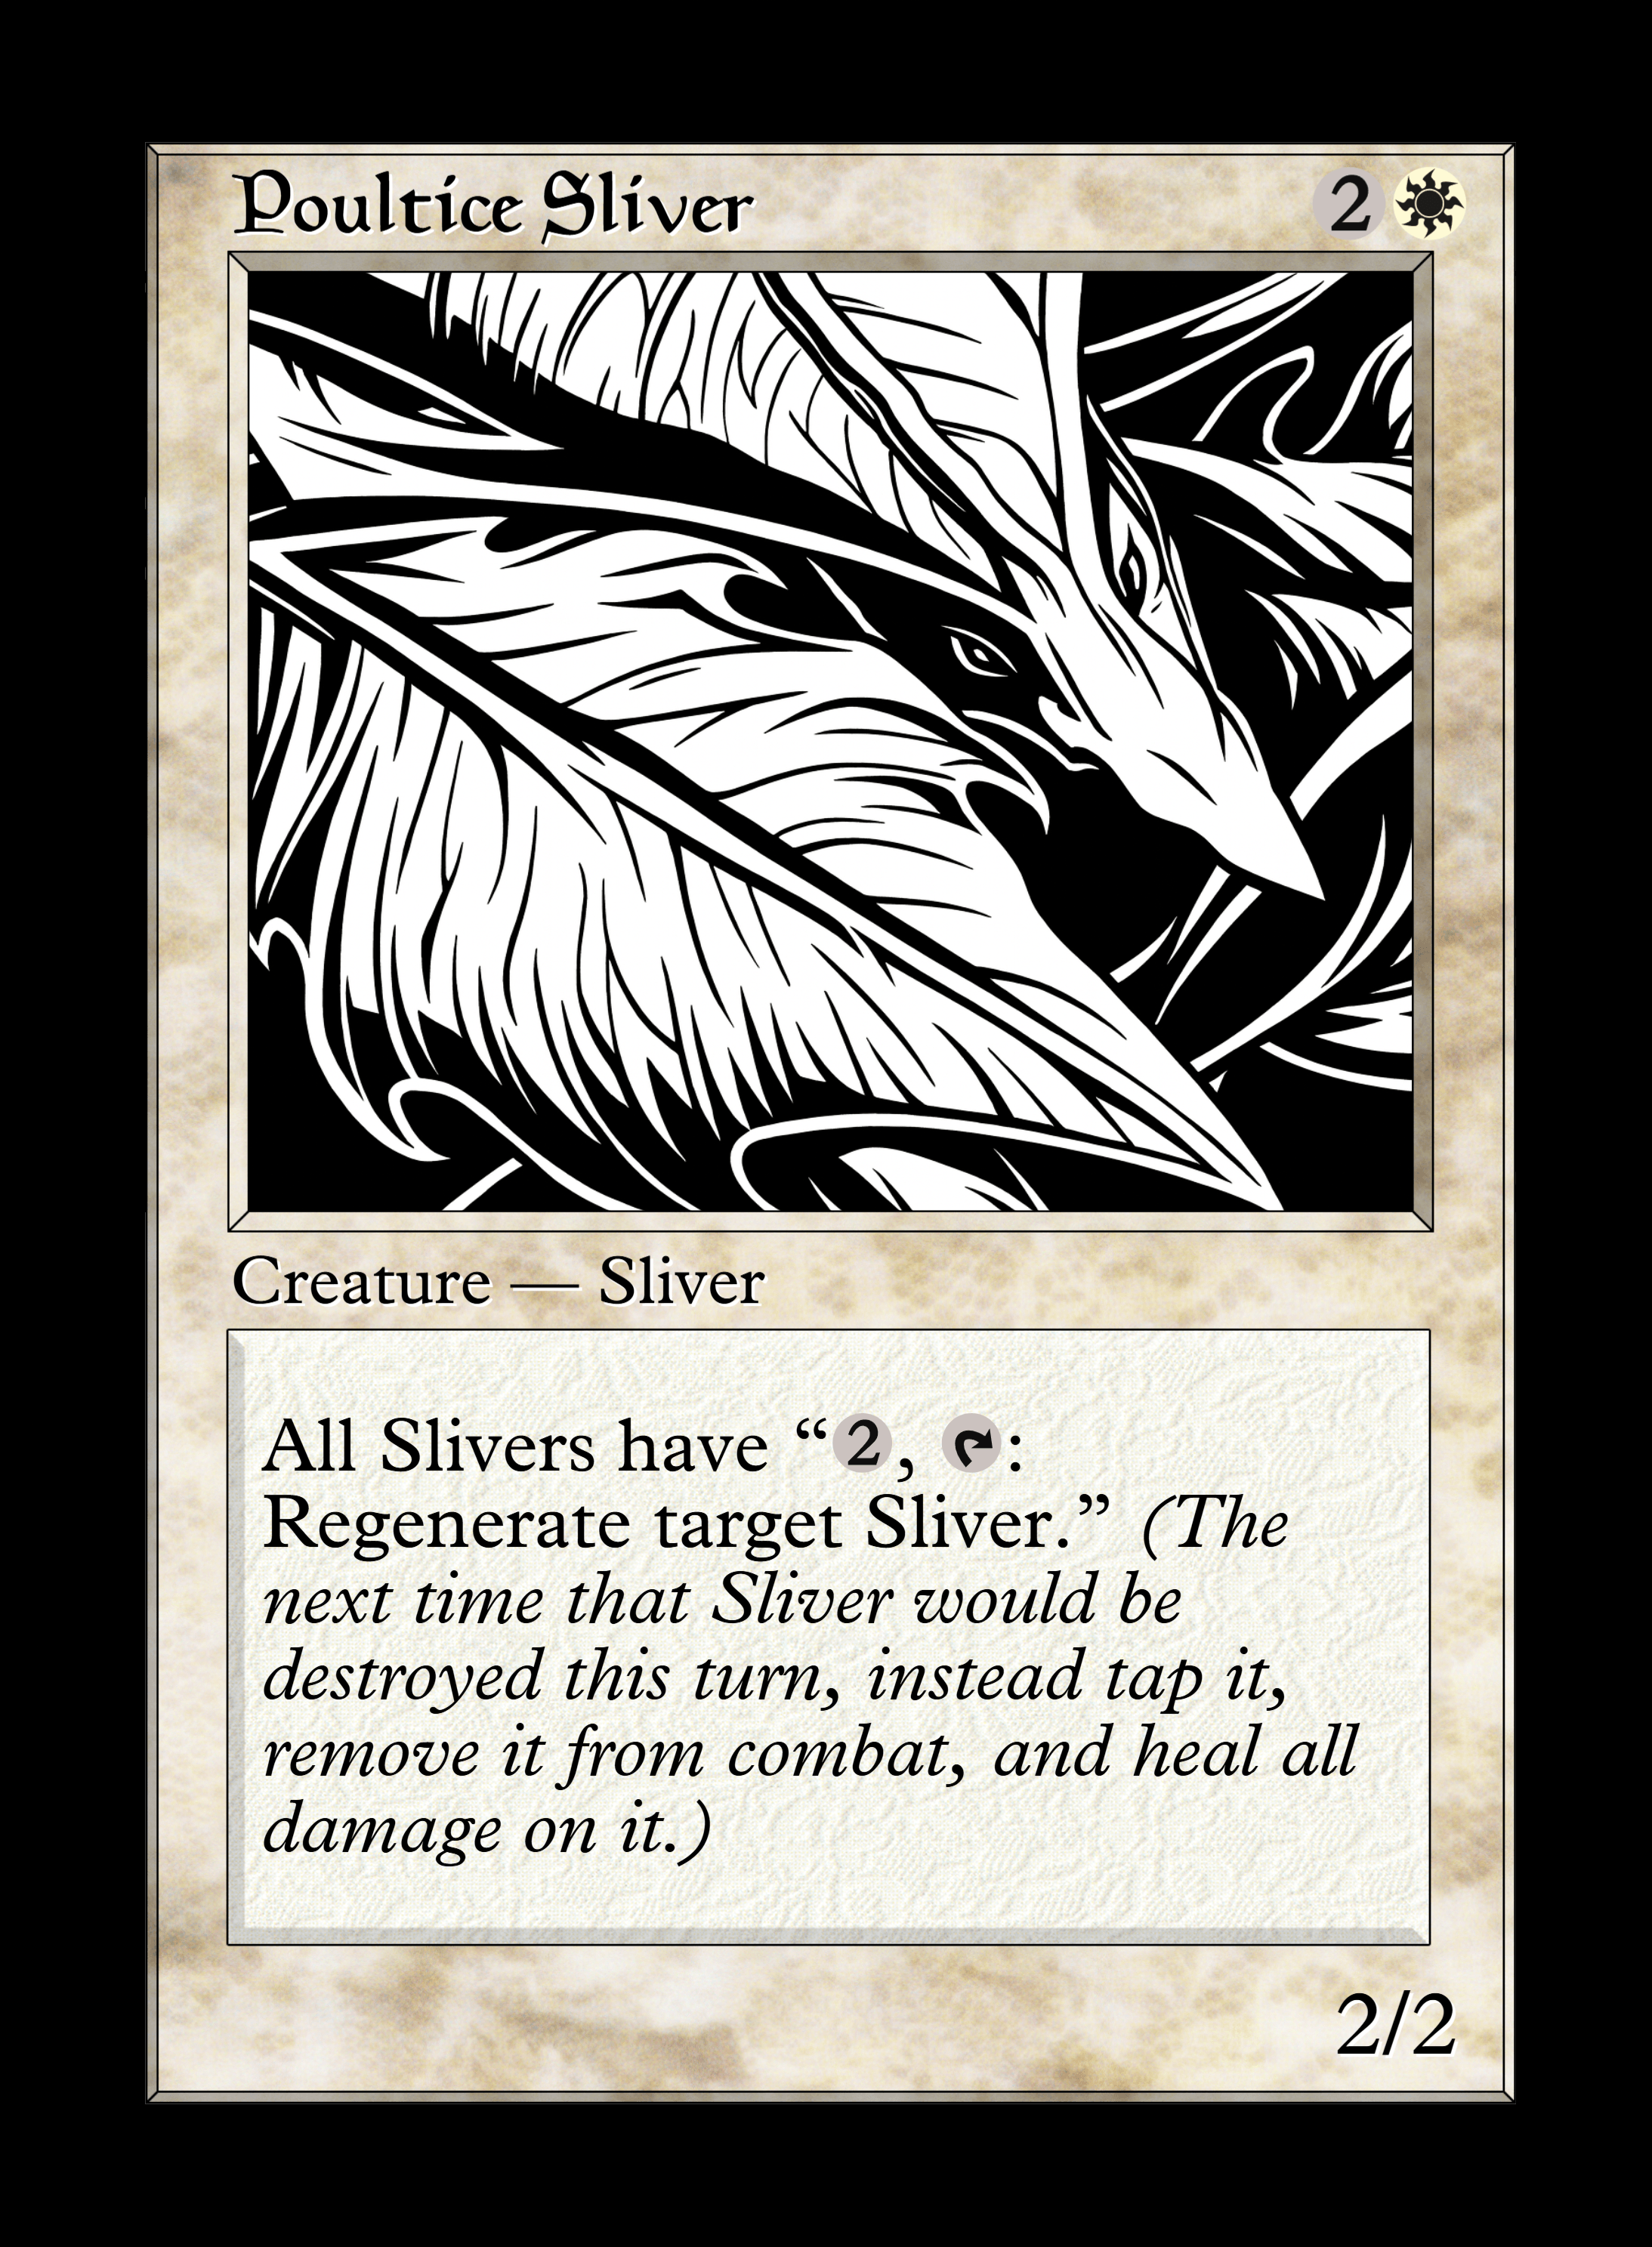 Poultice Sliver 2
Creature — Sliver
All Slivers have “2, :
Regenerate target Sliver.” (The
next time that Sliver would be
destroyed this turn, instead tap it,
remove it from combat, and heal all
damage on it.)
2/2